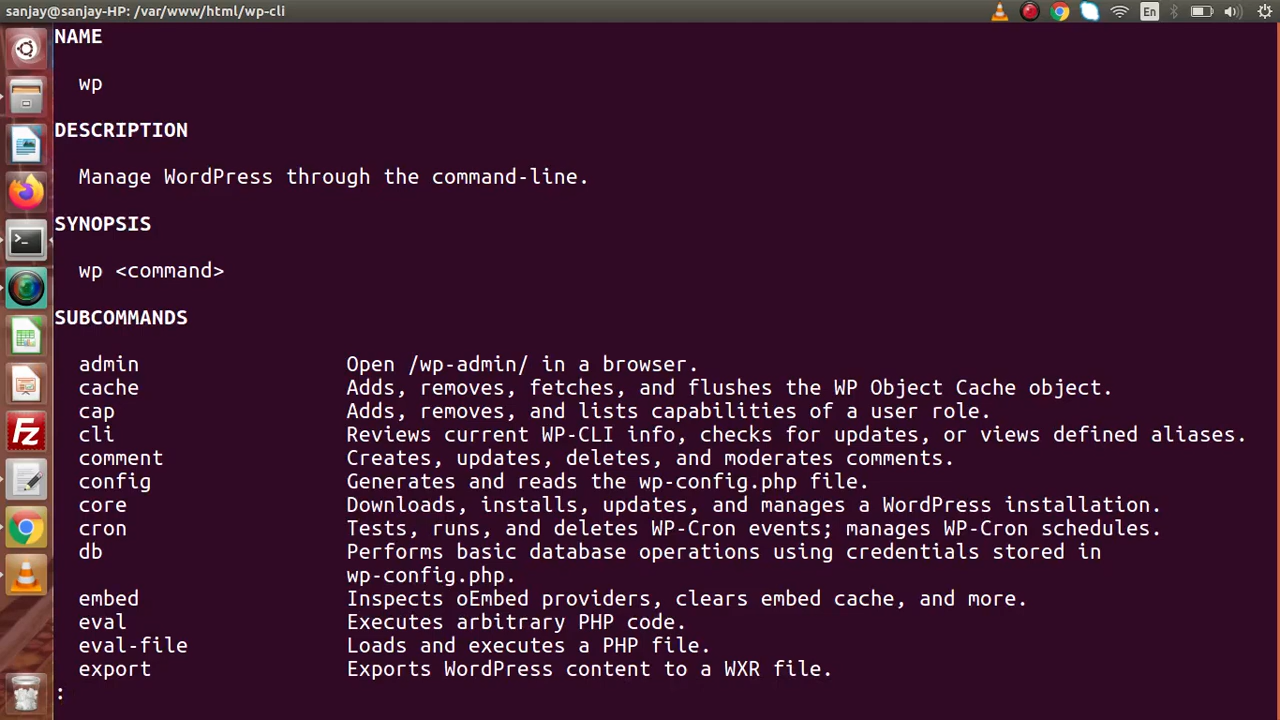 sanjay@sanjay-HP: /var/www/html/wp-cli
En
NAME
wp
DESCRIPTION
Manage WordPress through the command-line.
SYNOPSIS
wp <command>
SUBCOMMANDS
admin Open /wp-admin/ in a browser.
cache Adds, removes, fetches, and flushes the WP Object Cache object.
cap Adds, removes, and lists capabilities of a user role.
cli Reviews current WP-CLI info, checks for updates, or views defined aliases.
comment Creates, updates, deletes, and moderates comments.
config Generates and reads the wp-config.php file.
core Downloads, installs, updates, and manages a WordPress installation.
cron Tests, runs, and deletes WP-Cron events; manages WP-Cron schedules.
db Performs basic database operations using credentials stored in
wp-config.php.
embed Inspects oEmbed providers, clears embed cache, and more.
eval Executes arbitrary PHP code.
eval-file Loads and executes a PHP file.
export Exports WordPress content to a WXR file.
:
Fz